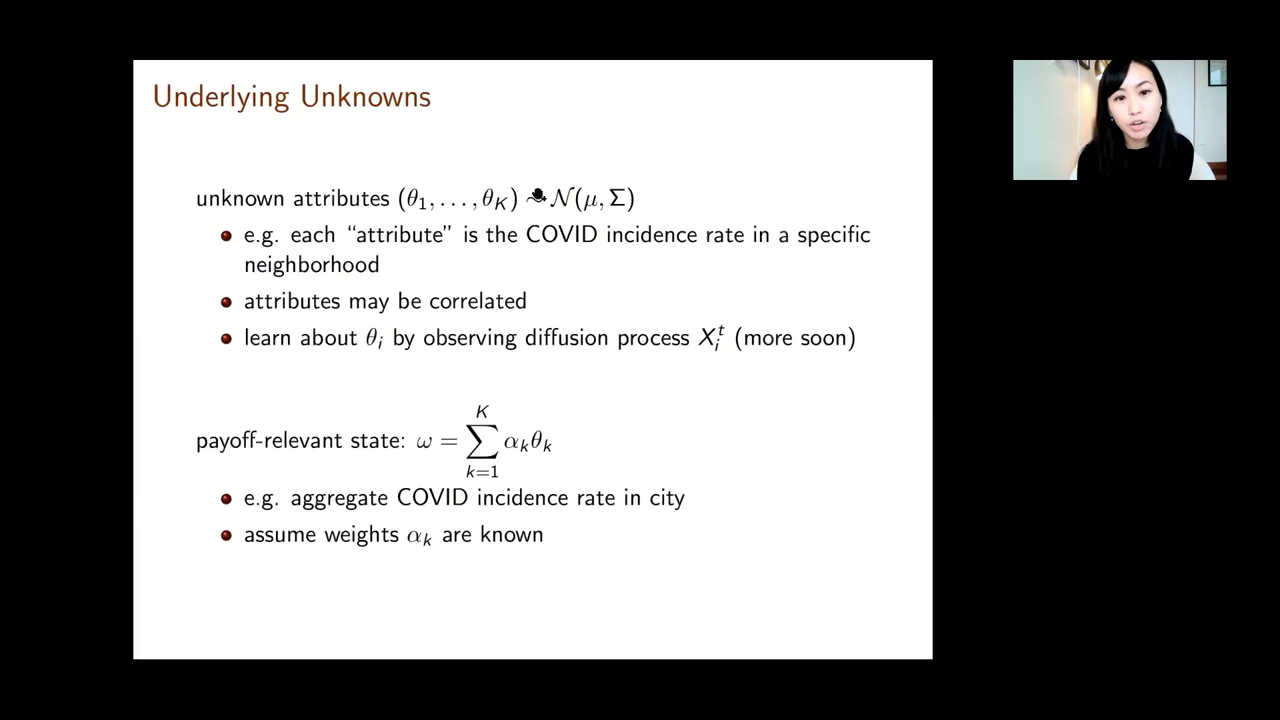 Underlying Unknowns
unknown attributes (θ₁, …, θ_K) ~ 𝒩(μ, Σ)
e.g. each “attribute” is the COVID incidence rate in a specific
neighborhood
attributes may be correlated
learn about θᵢ by observing diffusion process Xᵢᵗ (more soon)
payoff-relevant state: ω = ∑_{k=1}^{K} αₖθₖ
e.g. aggregate COVID incidence rate in city
assume weights αₖ are known